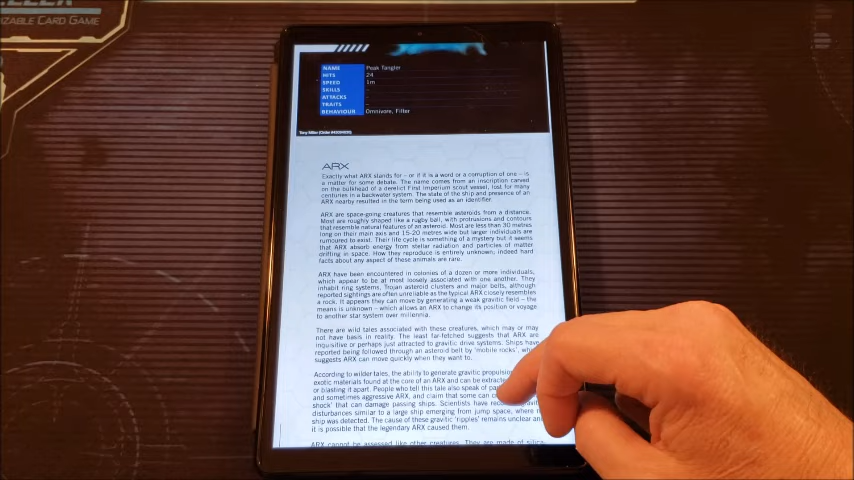 ZABLE CARD GAME
NAME Peak Tangler
HITS 24
SPEED 1m
SKILLS –
ATTACKS –
TRAITS –
BEHAVIOUR Omnivore, Filter
ARX
Exactly what ARX stands for – or if it is a word or a corruption of one – is
a matter for some debate. The name comes from an inscription carved
on the bulkhead of a derelict First Imperium scout vessel, lost for many
centuries in a backwater system. The state of the ship and presence of an
ARX nearby resulted in the term being used as an identifier.
ARX are space-going creatures that resemble asteroids from a distance.
Most are roughly shaped like a rugby ball, with protrusions and contours
that resemble natural features of an asteroid. Most are less than 30 metres
long on their main axis and 15-20 metres wide but larger individuals are
rumoured to exist. Their life cycle is something of a mystery but it seems
that ARX absorb energy from stellar radiation and particles of matter
drifting in space. How they reproduce is entirely unknown; indeed hard
facts about any aspect of these animals are rare.
ARX have been encountered in colonies of a dozen or more individuals,
which appear to be at most loosely associated with one another. They
inhabit ring systems, Trojan asteroid clusters and major belts, although
reported sightings are often unreliable as the typical ARX closely resembles
a rock. It appears they can move by generating a weak gravitic field – the
means is unknown – which allows an ARX to change its position or voyage
to another star system over millennia.
There are wild tales associated with these creatures, which may or may
not have basis in reality. The least far-fetched suggests that ARX are
inquisitive or perhaps just attracted to gravitic drive systems. Ships have
reported being followed through an asteroid belt by 'mobile rocks', wh
suggests ARX can move quickly when they want to.
According to wilder tales, the ability to generate gravitic propulsio
exotic materials found at the core of an ARX and can be extracte
or blasting it apart. People who tell this tale also speak of
and sometimes aggressive ARX, and claim that some can c
shock' that can damage passing ships. Scientists have
disturbances similar to a large ship emerging from jump space, where n
ship was detected. The cause of these gravitic 'ripples' remains unclear and
it is possible that the legendary ARX caused them.
ARX cannot be assessed like other creatures. They are made of silica